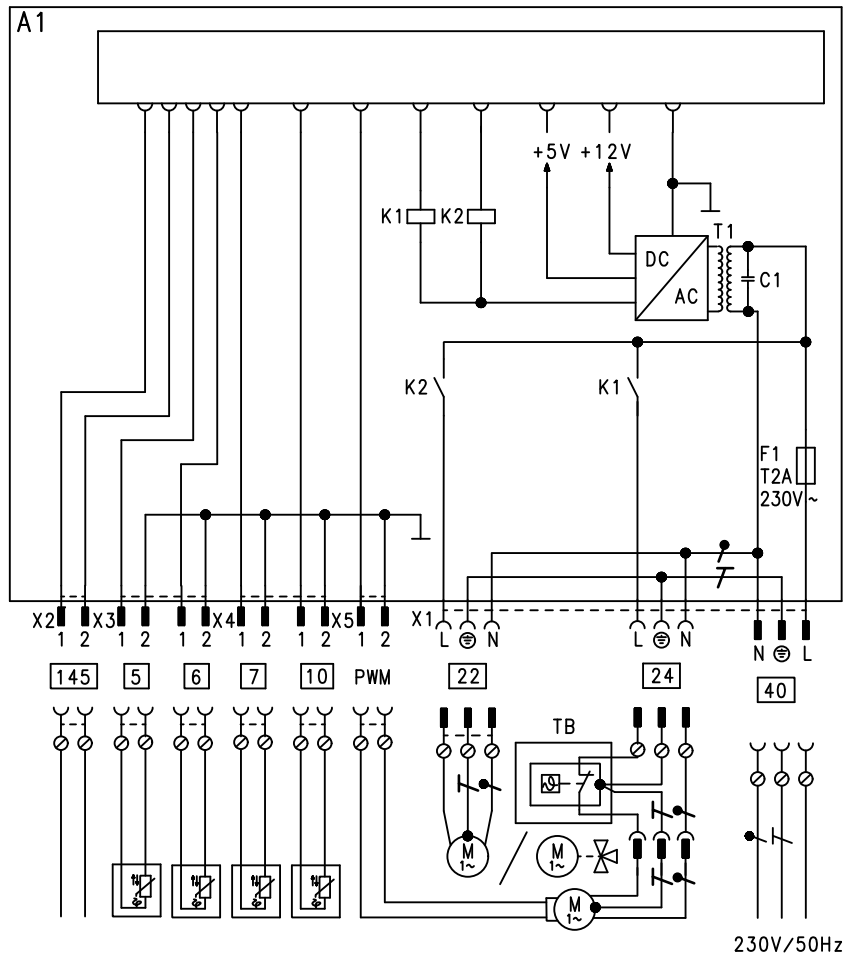 A1
+5V +12V
K1 K2
T1
DC
AC
C1
K2 K1
F1
T2A
230V~
X2 X3 X4 X5 X1
1 2 1 2 1 2 1 2 1 2 1 2 L N L N N L
145 5 6 7 10 PWM 22 24 40
TB
ϑ
M
1~
/
M
1~
ϑ ϑ ϑ ϑ
M
1~
230V/50Hz